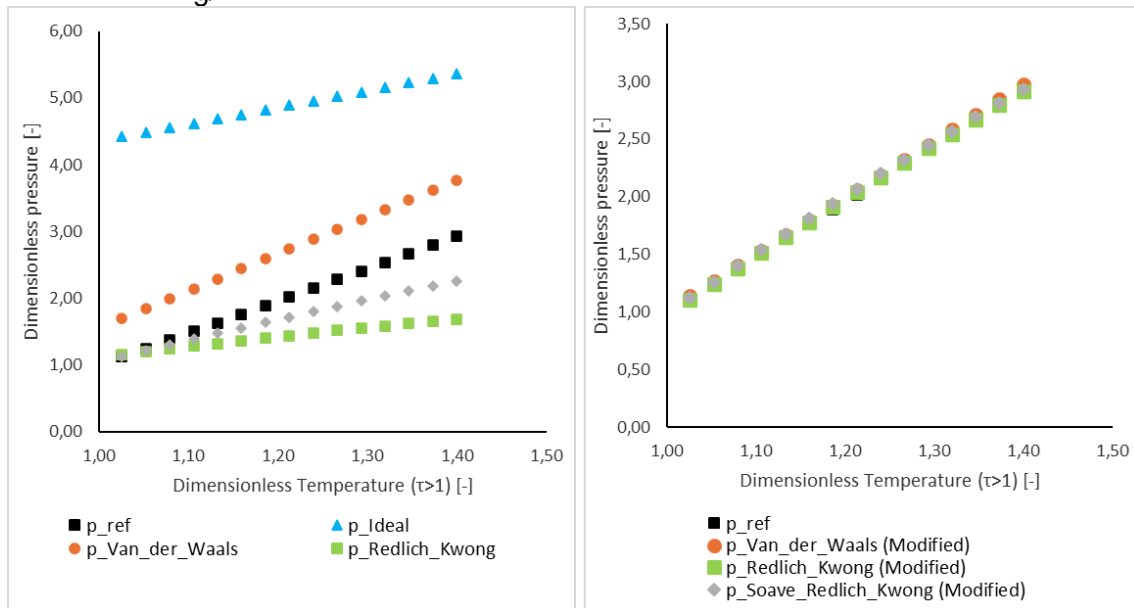 6,00
5,00
4,00
3,00
2,00
1,00
0,00
Dimensionless pressure [-]
1,00 1,10 1,20 1,30 1,40 1,50
Dimensionless Temperature (τ>1) [-]
p_ref
p_Ideal
p_Van_der_Waals
p_Redlich_Kwong
3,50
3,00
2,50
2,00
1,50
1,00
0,50
0,00
Dimensionless pressure [-]
1,00 1,10 1,20 1,30 1,40 1,50
Dimensionless Temperature (τ>1) [-]
p_ref
p_Van_der_Waals (Modified)
p_Redlich_Kwong (Modified)
p_Soave_Redlich_Kwong (Modified)